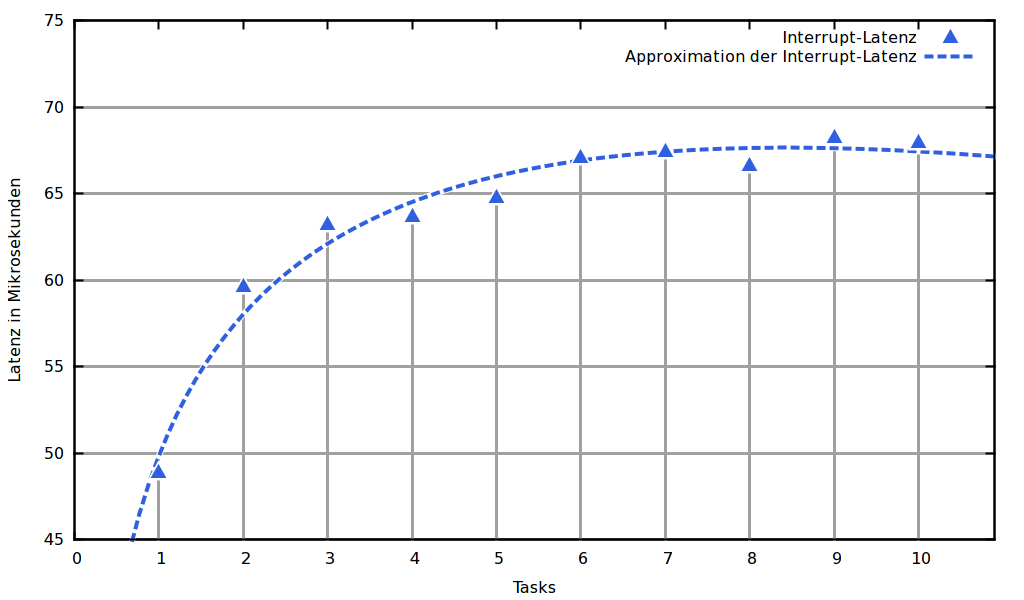 75
70
65
60
55
50
45
Interrupt-Latenz
Approximation der Interrupt-Latenz
Latenz in Mikrosekunden
0 1 2 3 4 5 6 7 8 9 10
Tasks